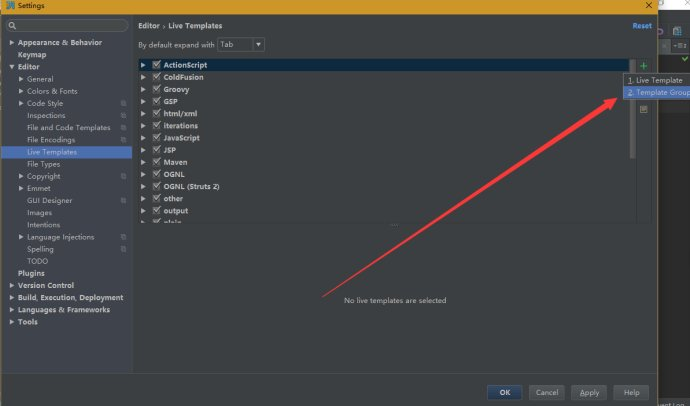 Settings
Editor › Live Templates
Reset
By default expand with Tab
Appearance & Behavior
Keymap
Editor
General
Colors & Fonts
Code Style
Inspections
File and Code Templates
File Encodings
Live Templates
File Types
Copyright
Emmet
GUI Designer
Images
Intentions
Language Injections
Spelling
TODO
Plugins
Version Control
Build, Execution, Deployment
Languages & Frameworks
Tools
ActionScript
ColdFusion
Groovy
GSP
html/xml
iterations
JavaScript
JSP
Maven
OGNL
OGNL (Struts 2)
other
output
plain
1. Live Template
2. Template Group
No live templates are selected
OK
Cancel
Apply
Help